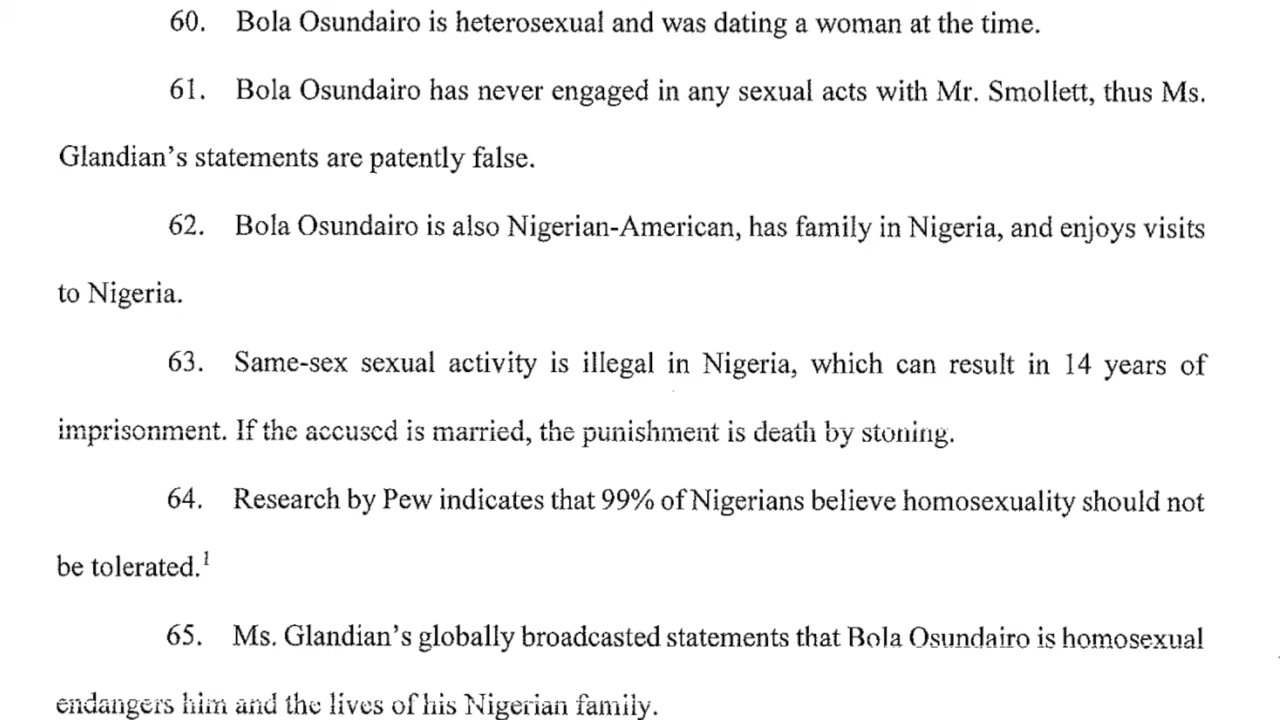 60. Bola Osundairo is heterosexual and was dating a woman at the time.
61. Bola Osundairo has never engaged in any sexual acts with Mr. Smollett, thus Ms.
Glandian's statements are patently false.
62. Bola Osundairo is also Nigerian-American, has family in Nigeria, and enjoys visits
to Nigeria.
63. Same-sex sexual activity is illegal in Nigeria, which can result in 14 years of
imprisonment. If the accused is married, the punishment is death by stoning.
64. Research by Pew indicates that 99% of Nigerians believe homosexuality should not
be tolerated.¹
65. Ms. Glandian's globally broadcasted statements that Bola Osundairo is homosexual
endangers him and the lives of his Nigerian family.